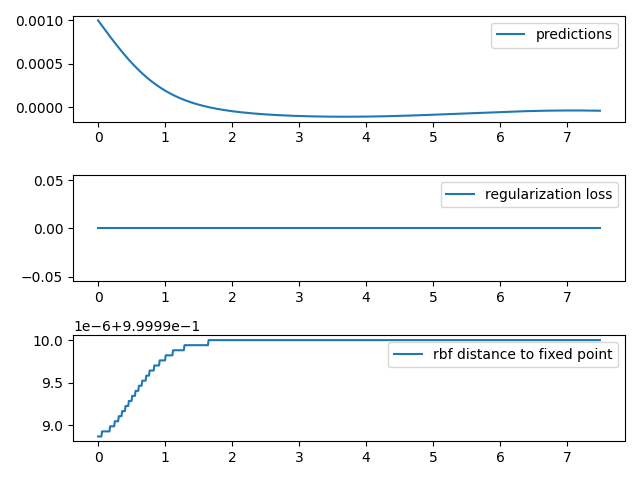 0.0010
predictions
0.0005
0.0000
0 1 2 3 4 5 6 7
0.05
regularization loss
0.00
−0.05
0 1 2 3 4 5 6 7
1e−6+9.9999e−1
10.0
rbf distance to fixed point
9.5
9.0
0 1 2 3 4 5 6 7